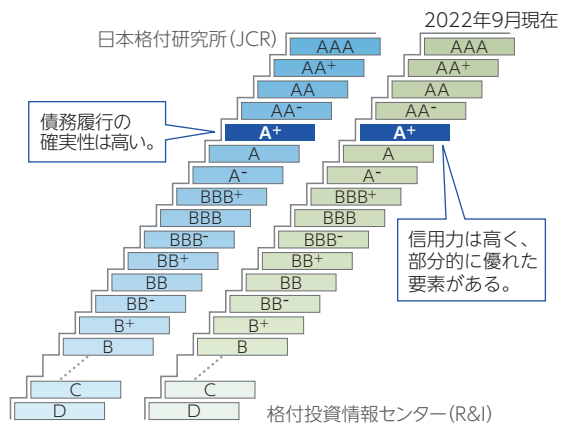 2022年9月現在
日本格付研究所(JCR)
AAA
AA+
AA
AA-
A+
A
A-
BBB+
BBB
BBB-
BB+
BB
BB-
B+
B
C
D
債務履行の
確実性は高い。
AAA
AA+
AA
AA-
A+
A
A-
BBB+
BBB
BBB-
BB+
BB
BB-
B+
B
C
D
信用力は高く、
部分的に優れた
要素がある。
格付投資情報センター(R&I)